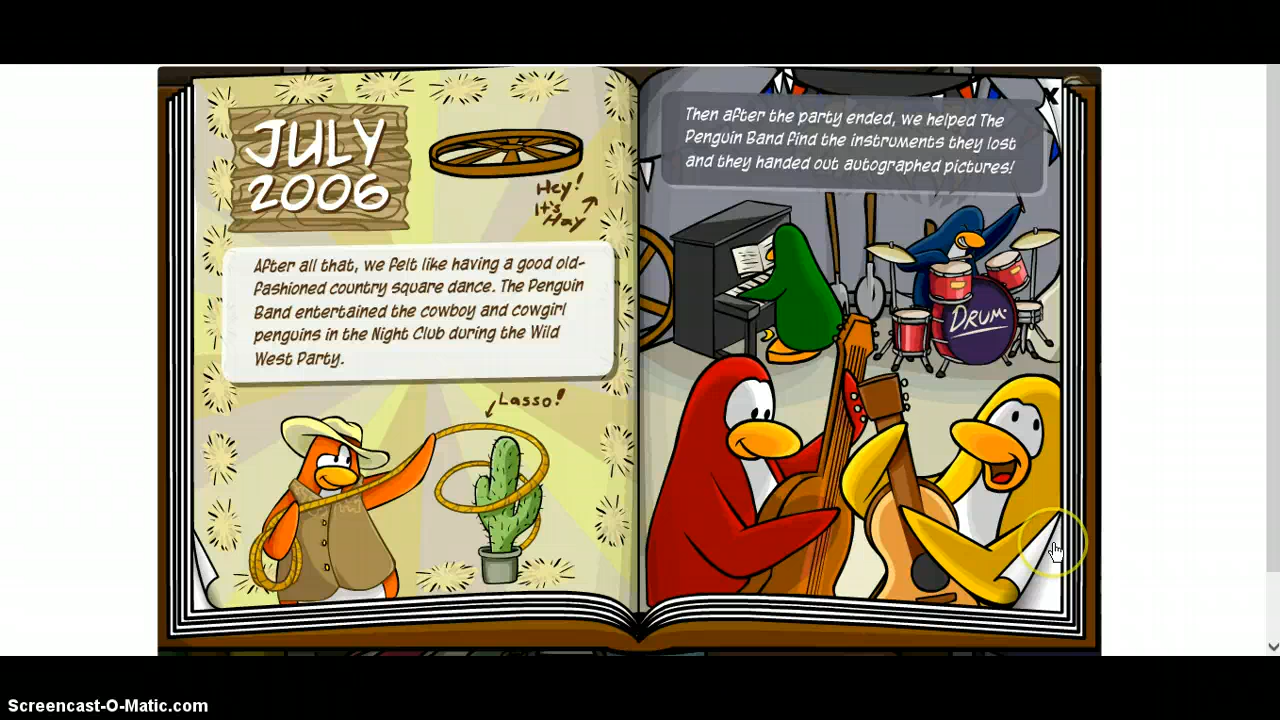 JULY
2006
Hey!
It's
Hay
After all that, we felt like having a good old-
fashioned country square dance. The Penguin
Band entertained the cowboy and cowgirl
penguins in the Night Club during the Wild
West Party.
Lasso!
Then after the party ended, we helped The
Penguin Band find the instruments they lost
and they handed out autographed pictures!
X
DRUM
Screencast-O-Matic.com